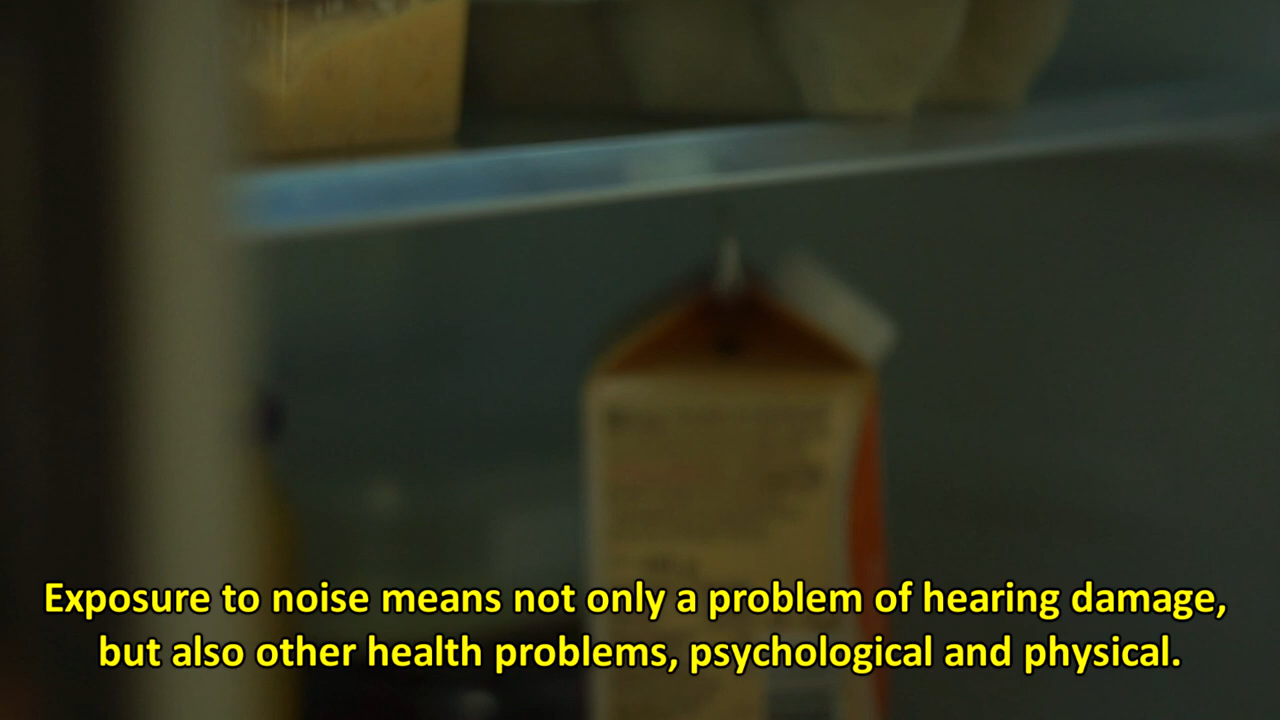 Exposure to noise means not only a problem of hearing damage,
but also other health problems, psychological and physical.